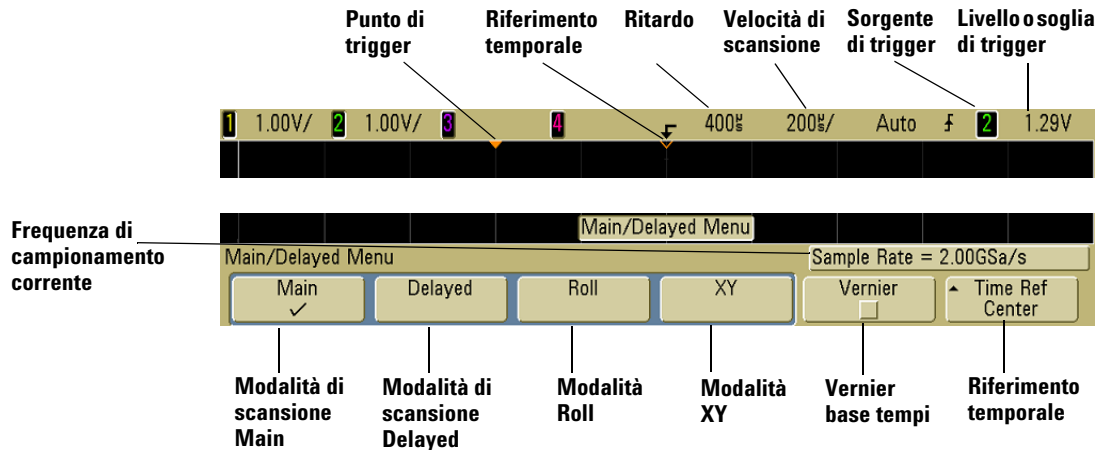 Punto di
trigger
Riferimento
temporale
Ritardo
Velocità di
scansione
Sorgente
di trigger
Livello o soglia
di trigger
1 1.00V/ 2 1.00V/ 3 4 400µs 200µs/ Auto 2 1.29V
Main/Delayed Menu
Frequenza di
campionamento
corrente
Main/Delayed Menu Sample Rate = 2.00GSa/s
Main Delayed Roll XY Vernier Time Ref
Center
Modalità di
scansione
Main
Modalità di
scansione
Delayed
Modalità
Roll
Modalità
XY
Vernier
base tempi
Riferimento
temporale